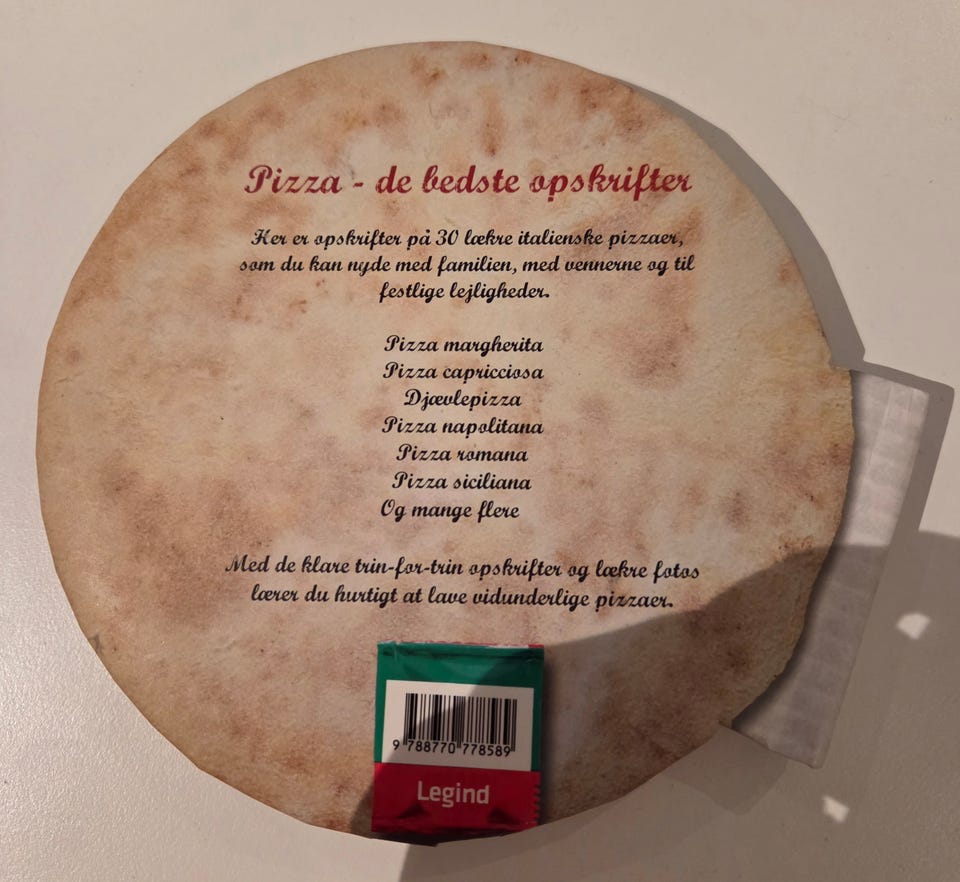 Pizza - de bedste opskrifter
Her er opskrifter på 30 lækre italienske pizzaer,
som du kan nyde med familien, med vennerne og til
festlige lejligheder.
Pizza margherita
Pizza capricciosa
Djævlepizza
Pizza napolitana
Pizza romana
Pizza siciliana
Og mange flere
Med de klare trin-for-trin opskrifter og lækre fotos
lærer du hurtigt at lave vidunderlige pizzaer.
9 788770 778589
Legind